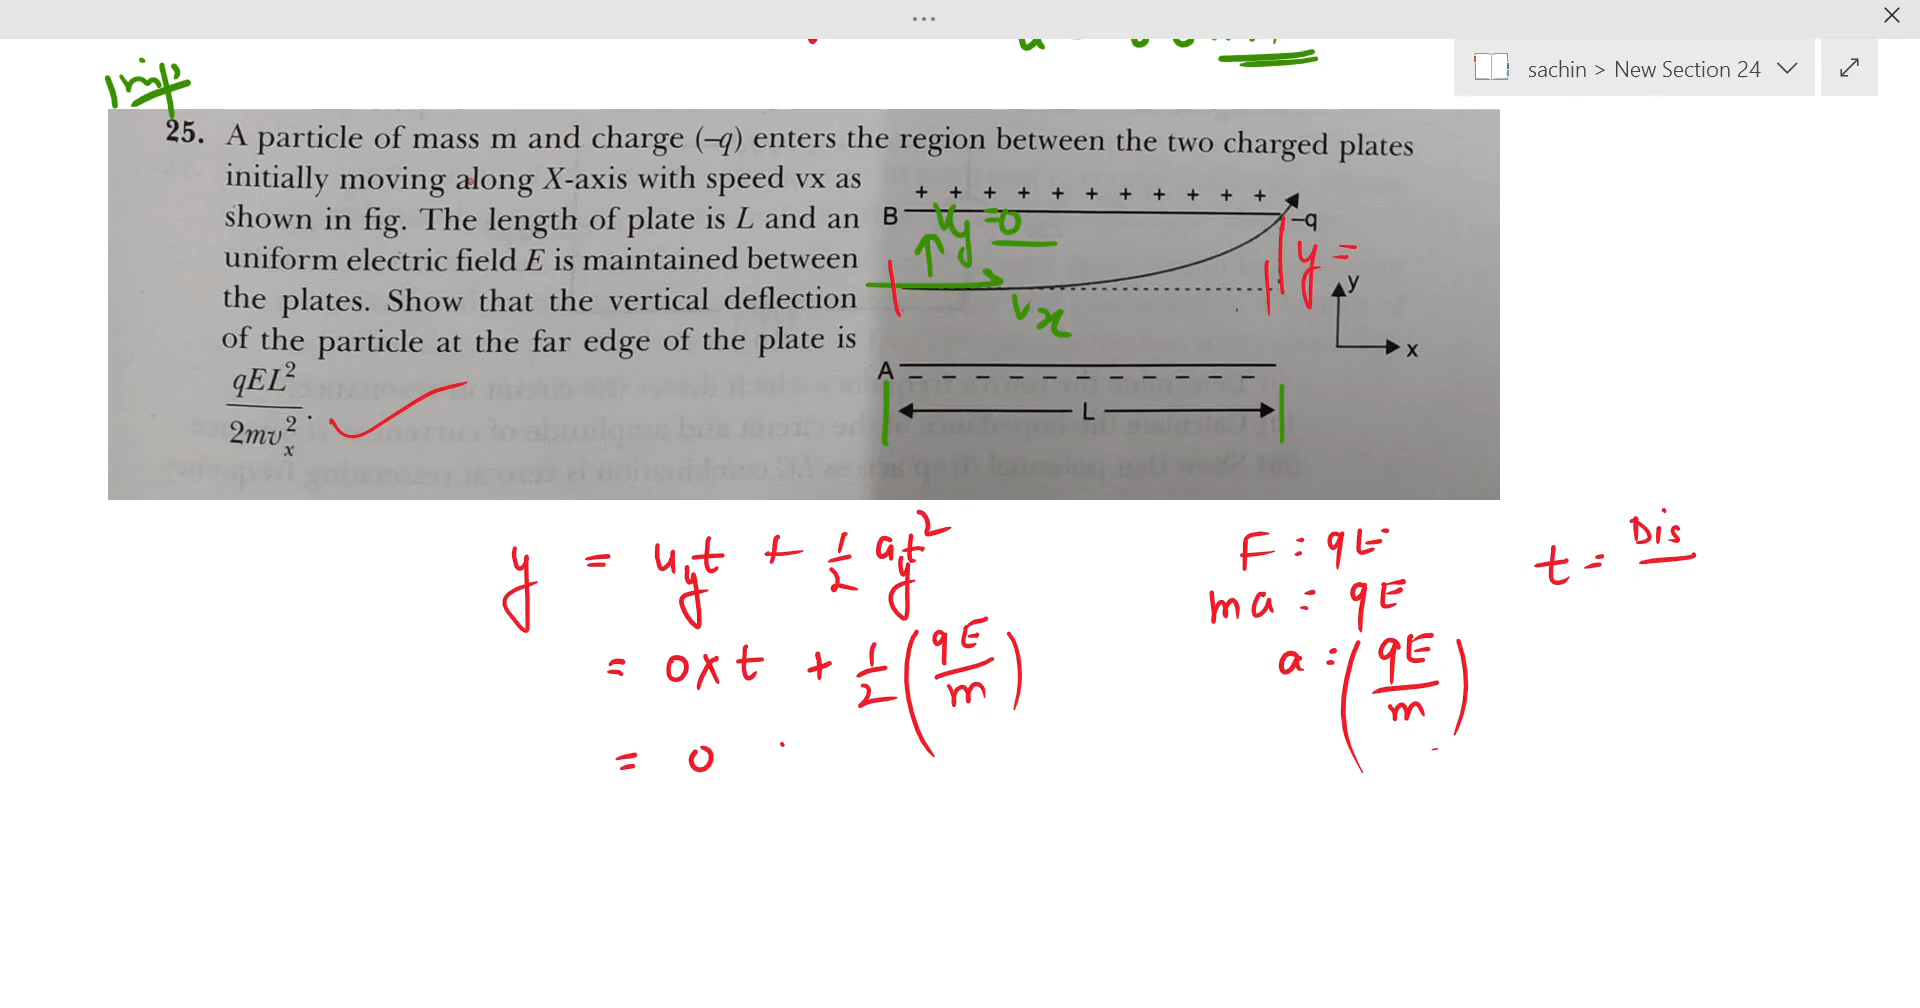 sachin > New Section 24
Imp
25. A particle of mass m and charge (–q) enters the region between the two charged plates
initially moving along X-axis with speed vx as
shown in fig. The length of plate is L and an
uniform electric field E is maintained between
the plates. Show that the vertical deflection
of the particle at the far edge of the plate is
qEL²
2mv²ₓ.
+ + + + + + + + + + +
B
–q
vy = 0
y =
vx
y
x
A
– – – – – – – – – – –
L
y = uyt + 1/2 ayt²
= 0 x t + 1/2 (qE/m)
= 0
F = qE
ma = qE
a = (qE/m)
t = Dis